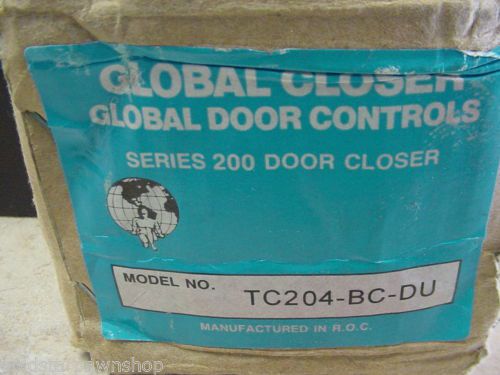 GLOBAL CLOSER
GLOBAL DOOR CONTROLS
SERIES 200 DOOR CLOSER
MODEL NO. TC204-BC-DU
MANUFACTURED IN R.O.C.